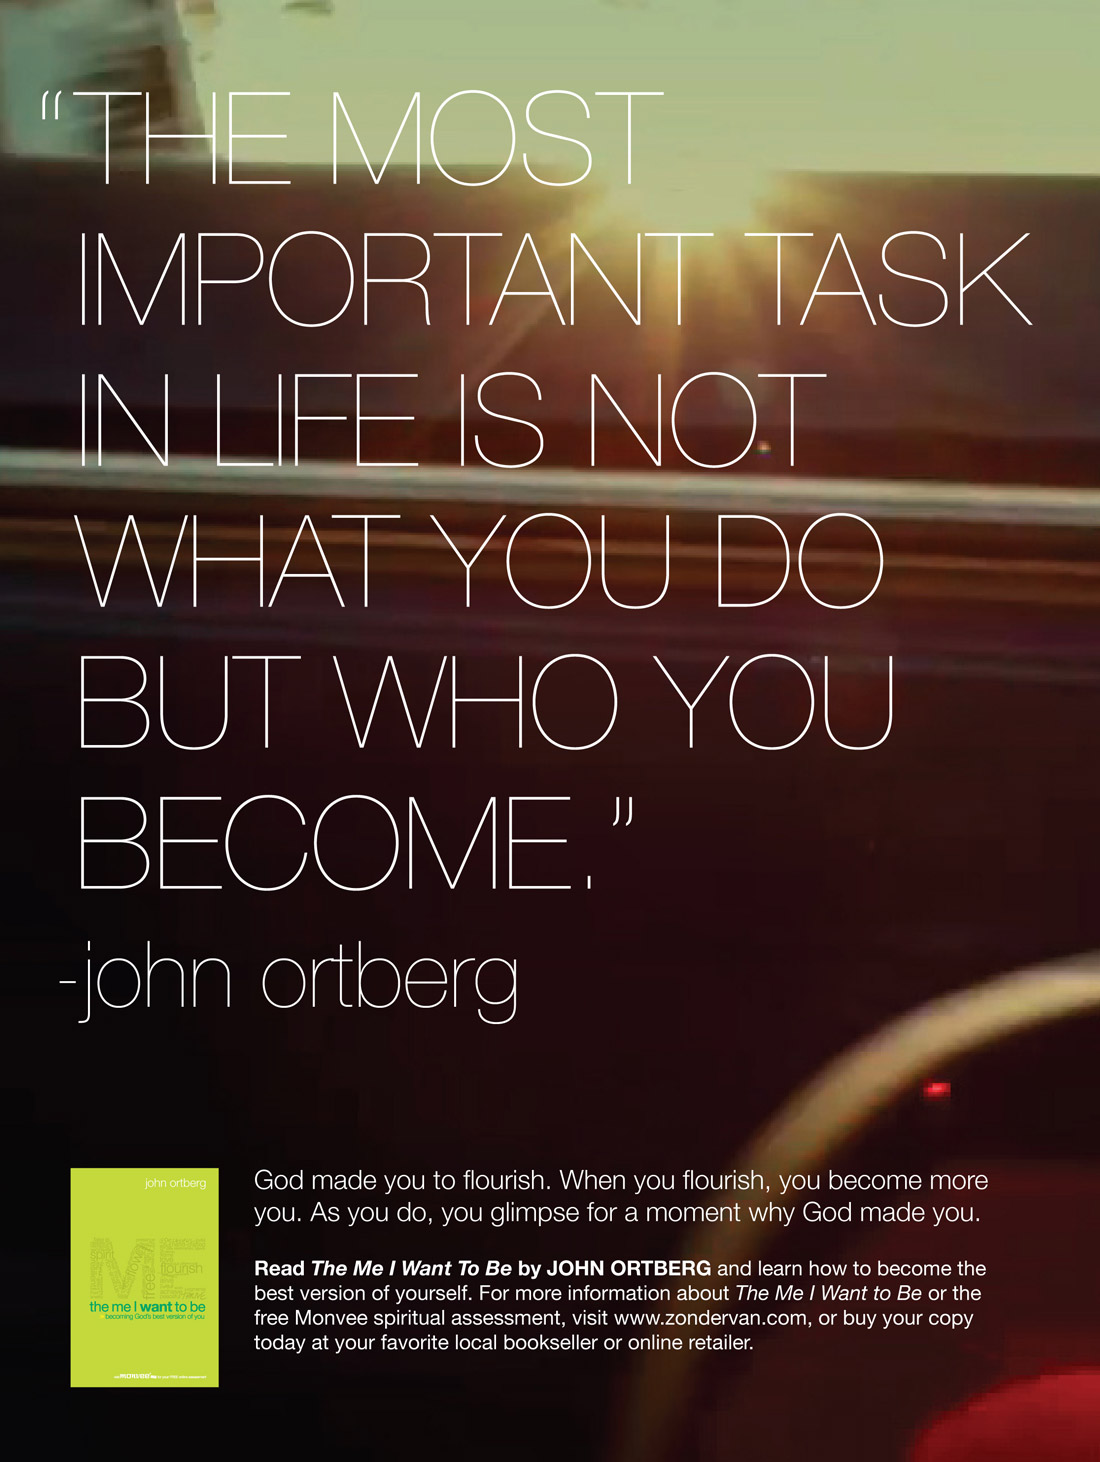 “THE MOST
IMPORTANT TASK
IN LIFE IS NOT
WHAT YOU DO
BUT WHO YOU
BECOME.”
-john ortberg
God made you to flourish. When you flourish, you become more
you. As you do, you glimpse for a moment why God made you.
Read The Me I Want To Be by JOHN ORTBERG and learn how to become the
best version of yourself. For more information about The Me I Want to Be or the
free Monvee spiritual assessment, visit www.zondervan.com, or buy your copy
today at your favorite local bookseller or online retailer.
john ortberg
ME
flourish
the me I want to be
becoming God's best version of you
monvee